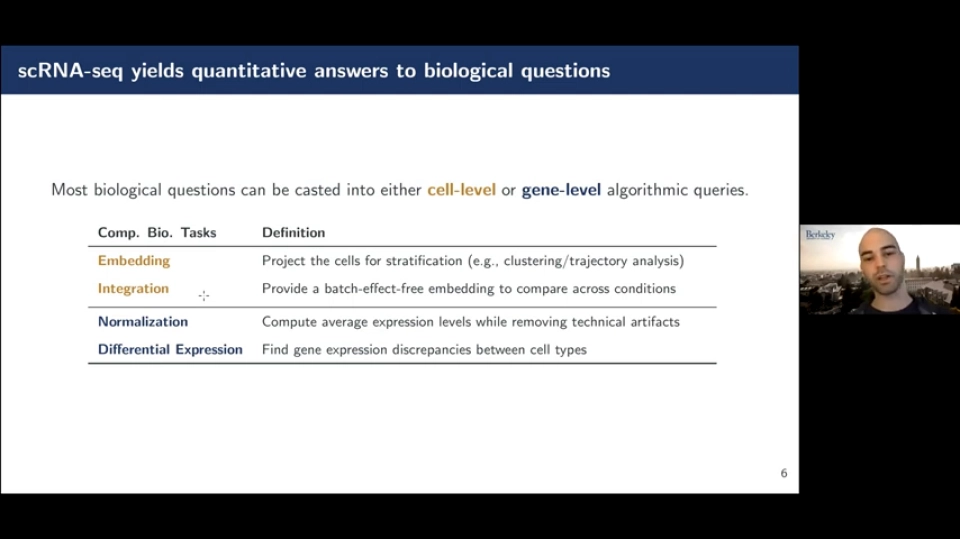 scRNA-seq yields quantitative answers to biological questions
Most biological questions can be casted into either cell-level or gene-level algorithmic queries.
Comp. Bio. Tasks Definition
Embedding Project the cells for stratification (e.g., clustering/trajectory analysis)
Integration Provide a batch-effect-free embedding to compare across conditions
Normalization Compute average expression levels while removing technical artifacts
Differential Expression Find gene expression discrepancies between cell types
6
Berkeley